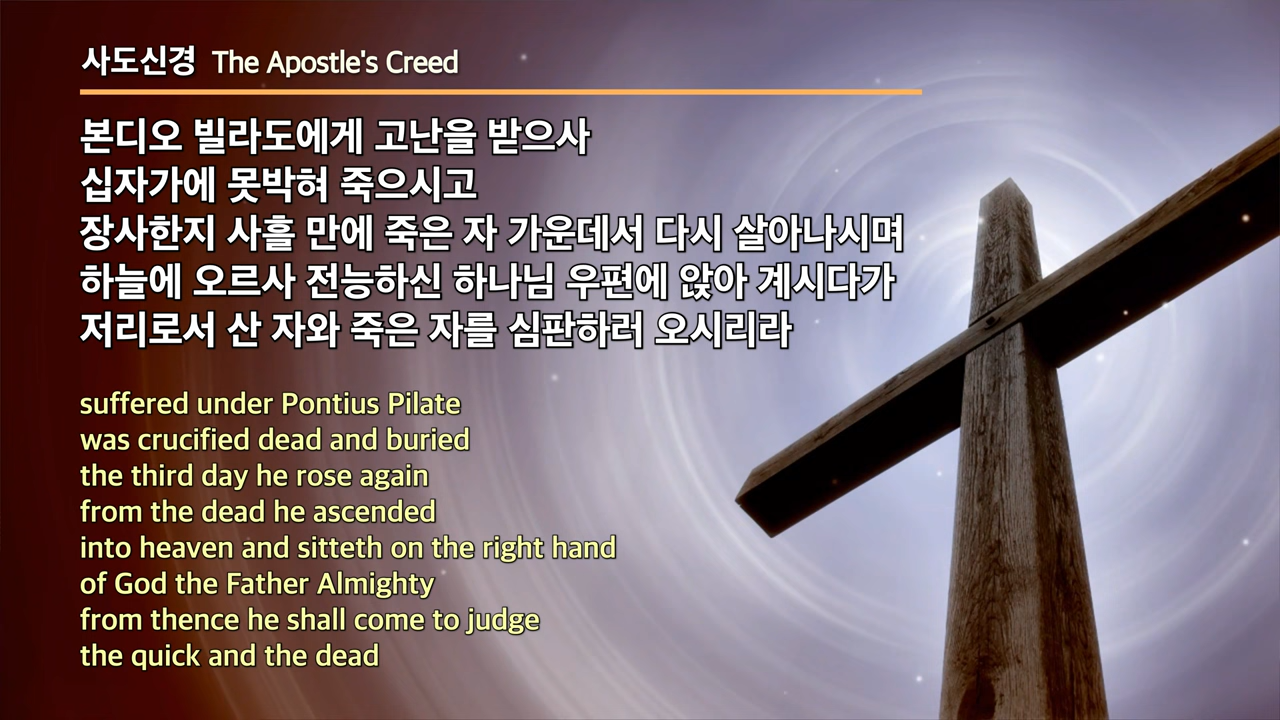 사도신경 The Apostle's Creed
본디오 빌라도에게 고난을 받으사
십자가에 못박혀 죽으시고
장사한지 사흘 만에 죽은 자 가운데서 다시 살아나시며
하늘에 오르사 전능하신 하나님 우편에 앉아 계시다가
저리로서 산 자와 죽은 자를 심판하러 오시리라
suffered under Pontius Pilate
was crucified dead and buried
the third day he rose again
from the dead he ascended
into heaven and sitteth on the right hand
of God the Father Almighty
from thence he shall come to judge
the quick and the dead